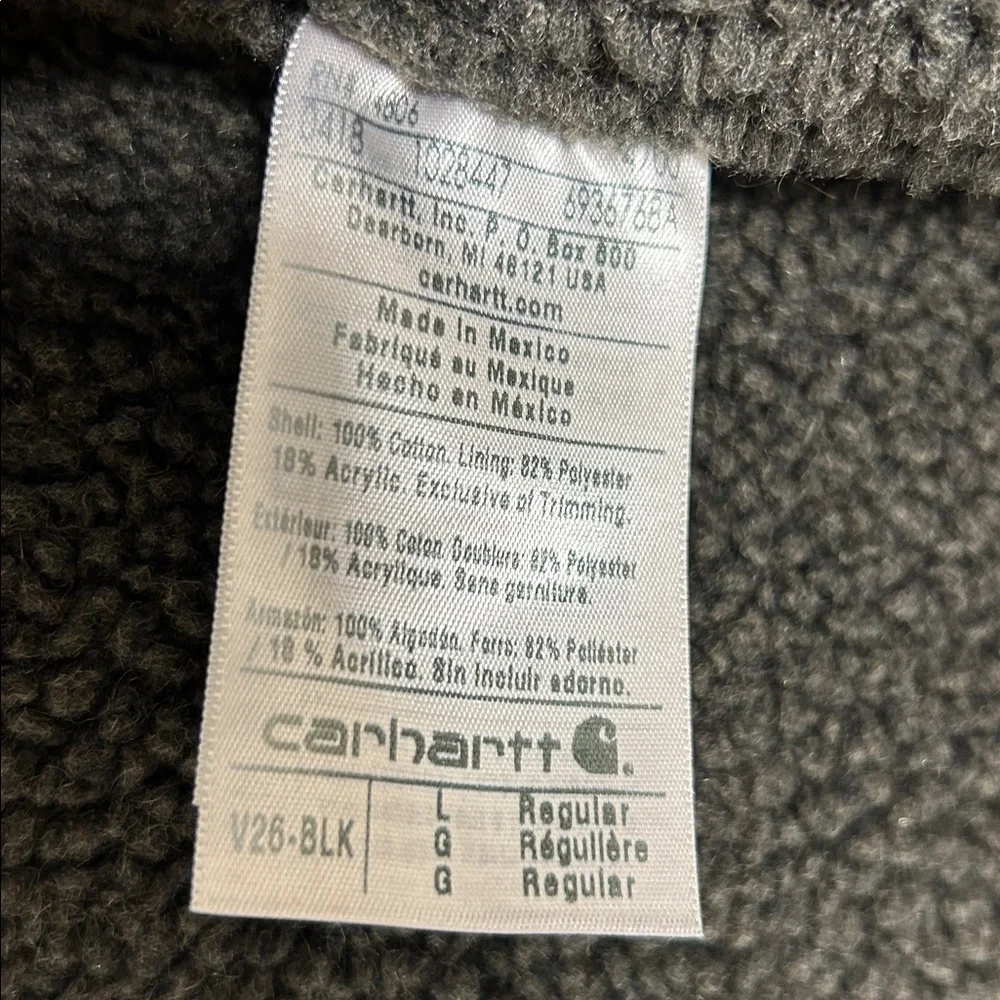 RN 14806
0418 1028447 693676BA
Carhartt, Inc. P. O. Box 600
Dearborn, MI 48121 USA
carhartt.com
Made in Mexico
Fabriqué au Mexique
Hecho en México
Shell: 100% Cotton. Lining: 82% Polyester
18% Acrylic. Exclusive of Trimming.
Extérieur: 100% Coton. Doublure: 82% Polyester
/ 18% Acrylique. Sans garniture.
Armazón: 100% Algodón. Forro: 82% Poliéster
/ 18 % Acrílico. Sin incluir adorno.
carhartt
V26-BLK
L Regular
G Régulière
G Regular